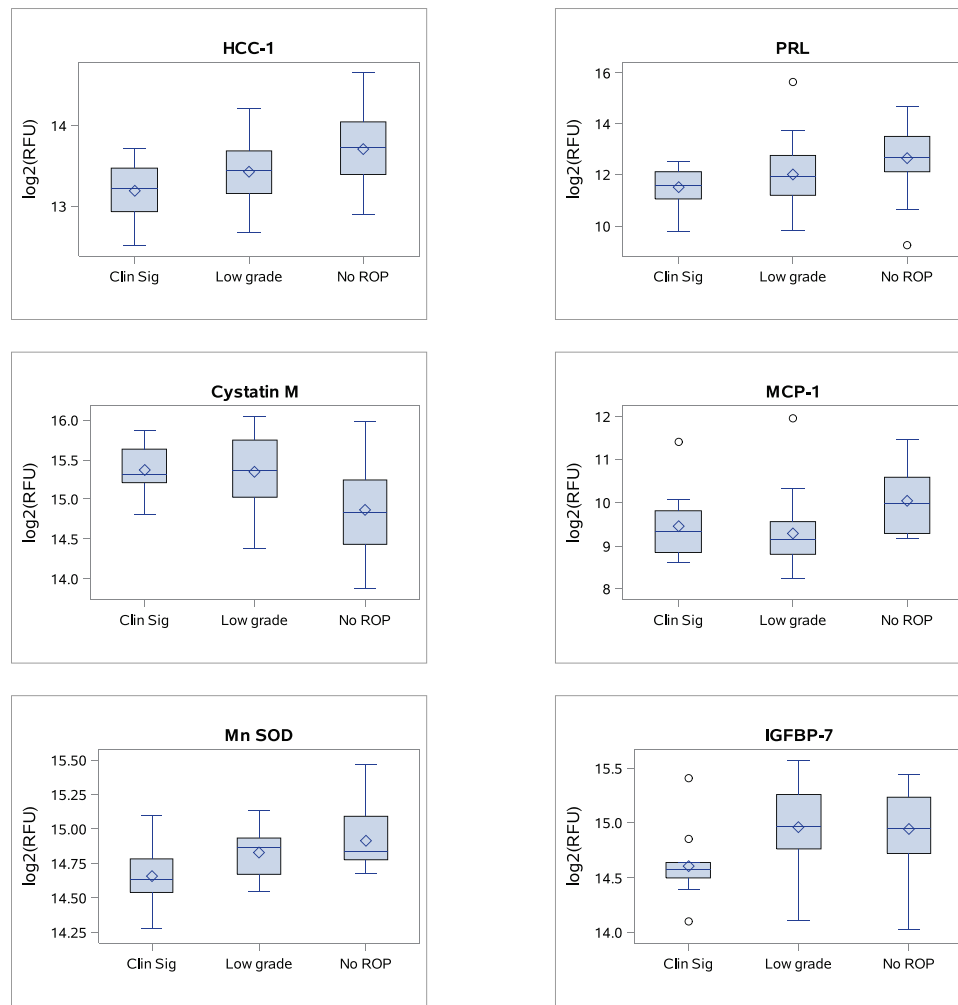 HCC-1
log2(RFU)
14
13
Clin Sig Low grade No ROP
PRL
log2(RFU)
16
14
12
10
Clin Sig Low grade No ROP
Cystatin M
log2(RFU)
16.0
15.5
15.0
14.5
14.0
Clin Sig Low grade No ROP
MCP-1
log2(RFU)
12
11
10
9
8
Clin Sig Low grade No ROP
Mn SOD
log2(RFU)
15.50
15.25
15.00
14.75
14.50
14.25
Clin Sig Low grade No ROP
IGFBP-7
log2(RFU)
15.5
15.0
14.5
14.0
Clin Sig Low grade No ROP